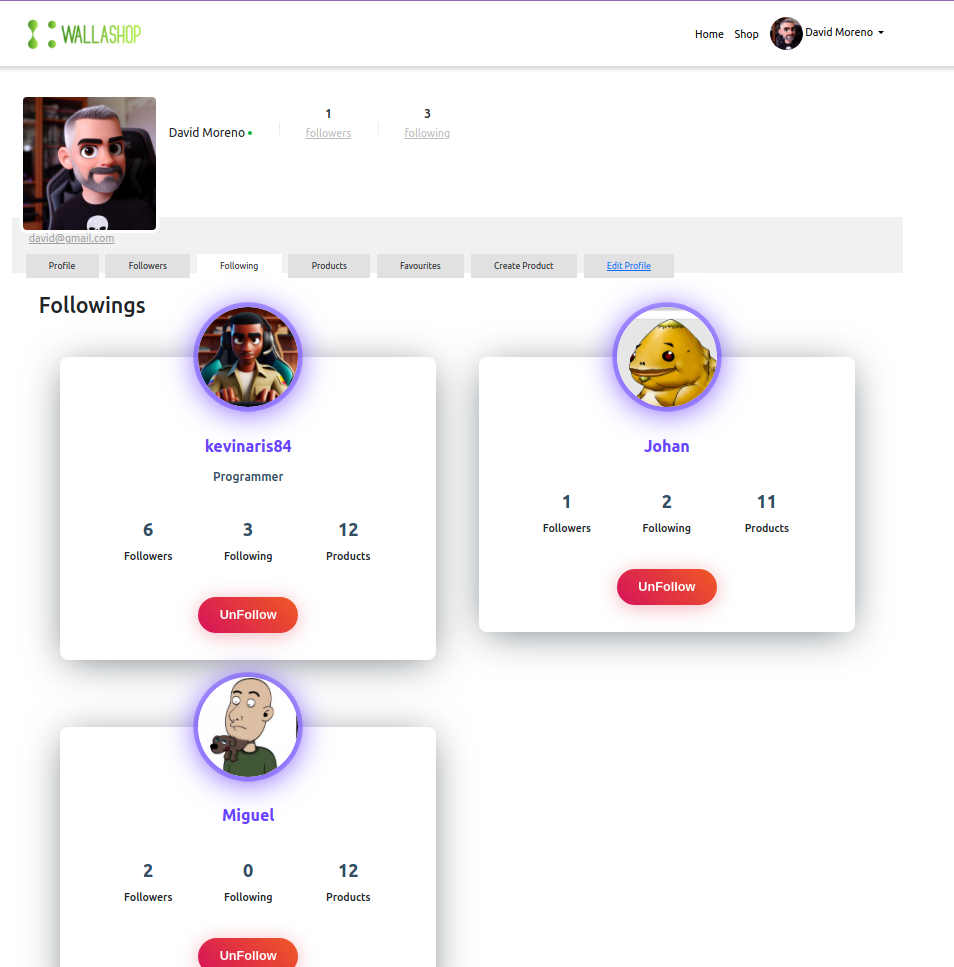 WALLASHOP
Home Shop David Moreno
1 3
David Moreno followers following
david@gmail.com
Profile Followers Following Products Favourites Create Product Edit Profile
Followings
kevinaris84
Programmer
6 3 12
Followers Following Products
UnFollow
Johan
1 2 11
Followers Following Products
UnFollow
Miguel
2 0 12
Followers Following Products
UnFollow